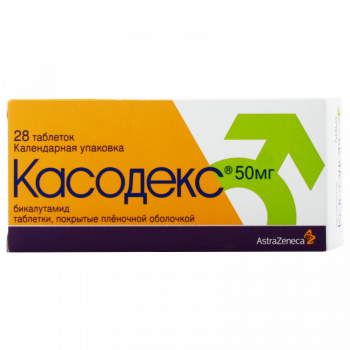 28 таблеток
Календарная упаковка
Касодекс® 50мг
бикалутамид
таблетки, покрытые плёночной оболочкой
AstraZeneca